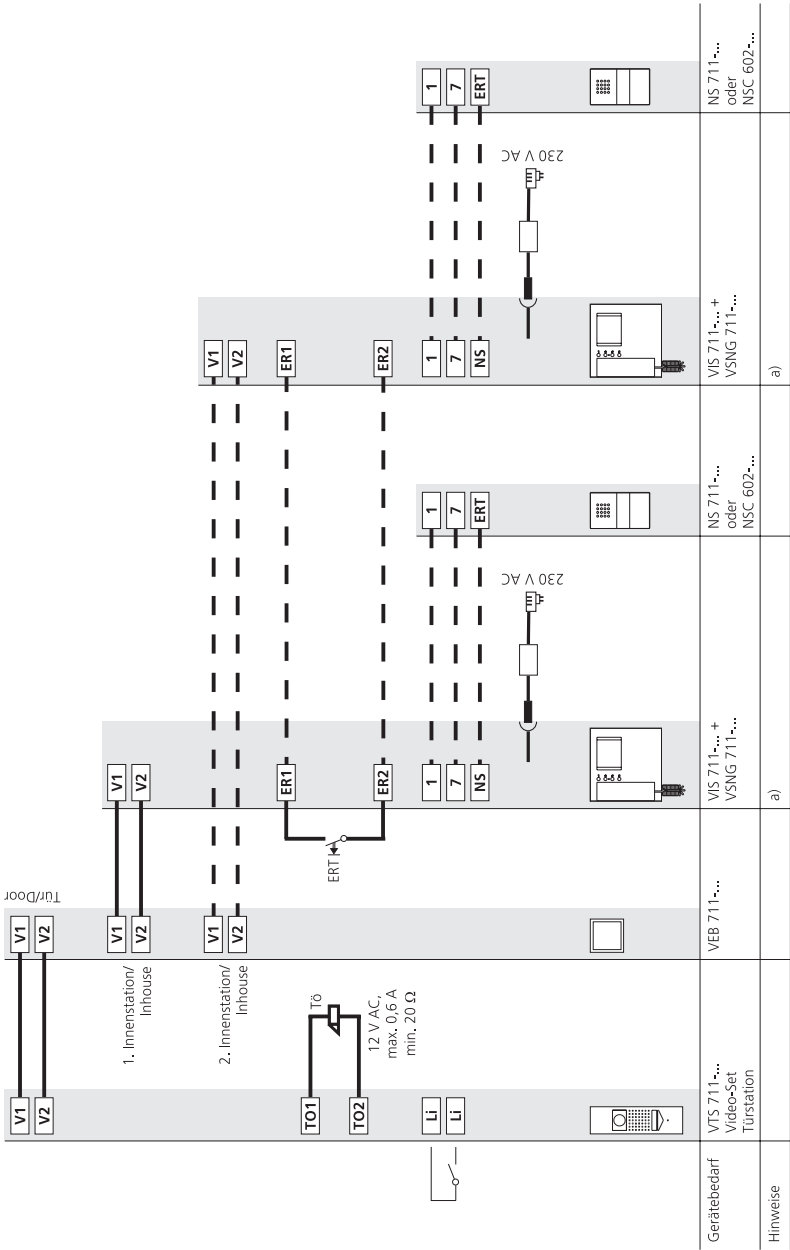 V1
V2
TO1
TO2
Li
Li
1. Innenstation/
Inhouse
2. Innenstation/
Inhouse
Tö
12 V AC,
max. 0,6 A
min. 20 Ω
Tür/Door
V1
V2
V1
V2
V1
V2
ERT
V1
V2
ER1
ER2
1
7
NS
230 V AC
1
7
ERT
V1
V2
ER1
ER2
1
7
NS
230 V AC
1
7
ERT
Gerätebedarf
VTS 711-...
Video-Set
Türstation
VEB 711-...
VIS 711-... +
VSNG 711-...
NS 711-...
oder
NSC 602-...
VIS 711-... +
VSNG 711-...
NS 711-...
oder
NSC 602-...
Hinweise
a)
a)